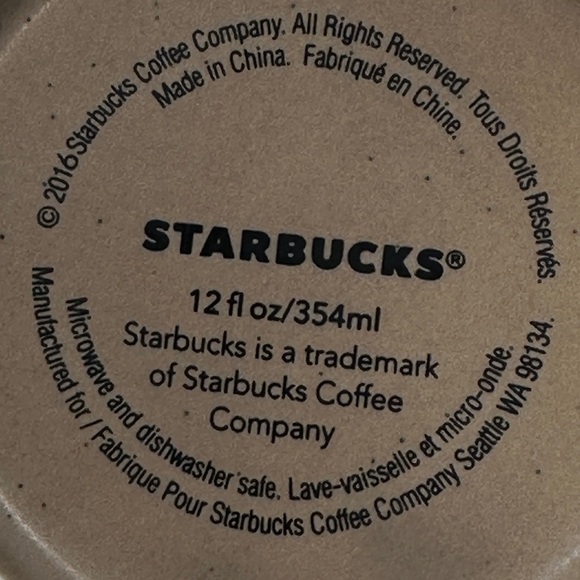 © 2016 Starbucks Coffee Company. All Rights Reserved. Tous Droits Réservés.
Made in China. Fabriqué en Chine.
STARBUCKS®
12 fl oz/354ml
Starbucks is a trademark
of Starbucks Coffee
Company
Microwave and dishwasher safe. Lave-vaisselle et micro-onde.
Manufactured for / Fabrique Pour Starbucks Coffee Company Seattle WA 98134.